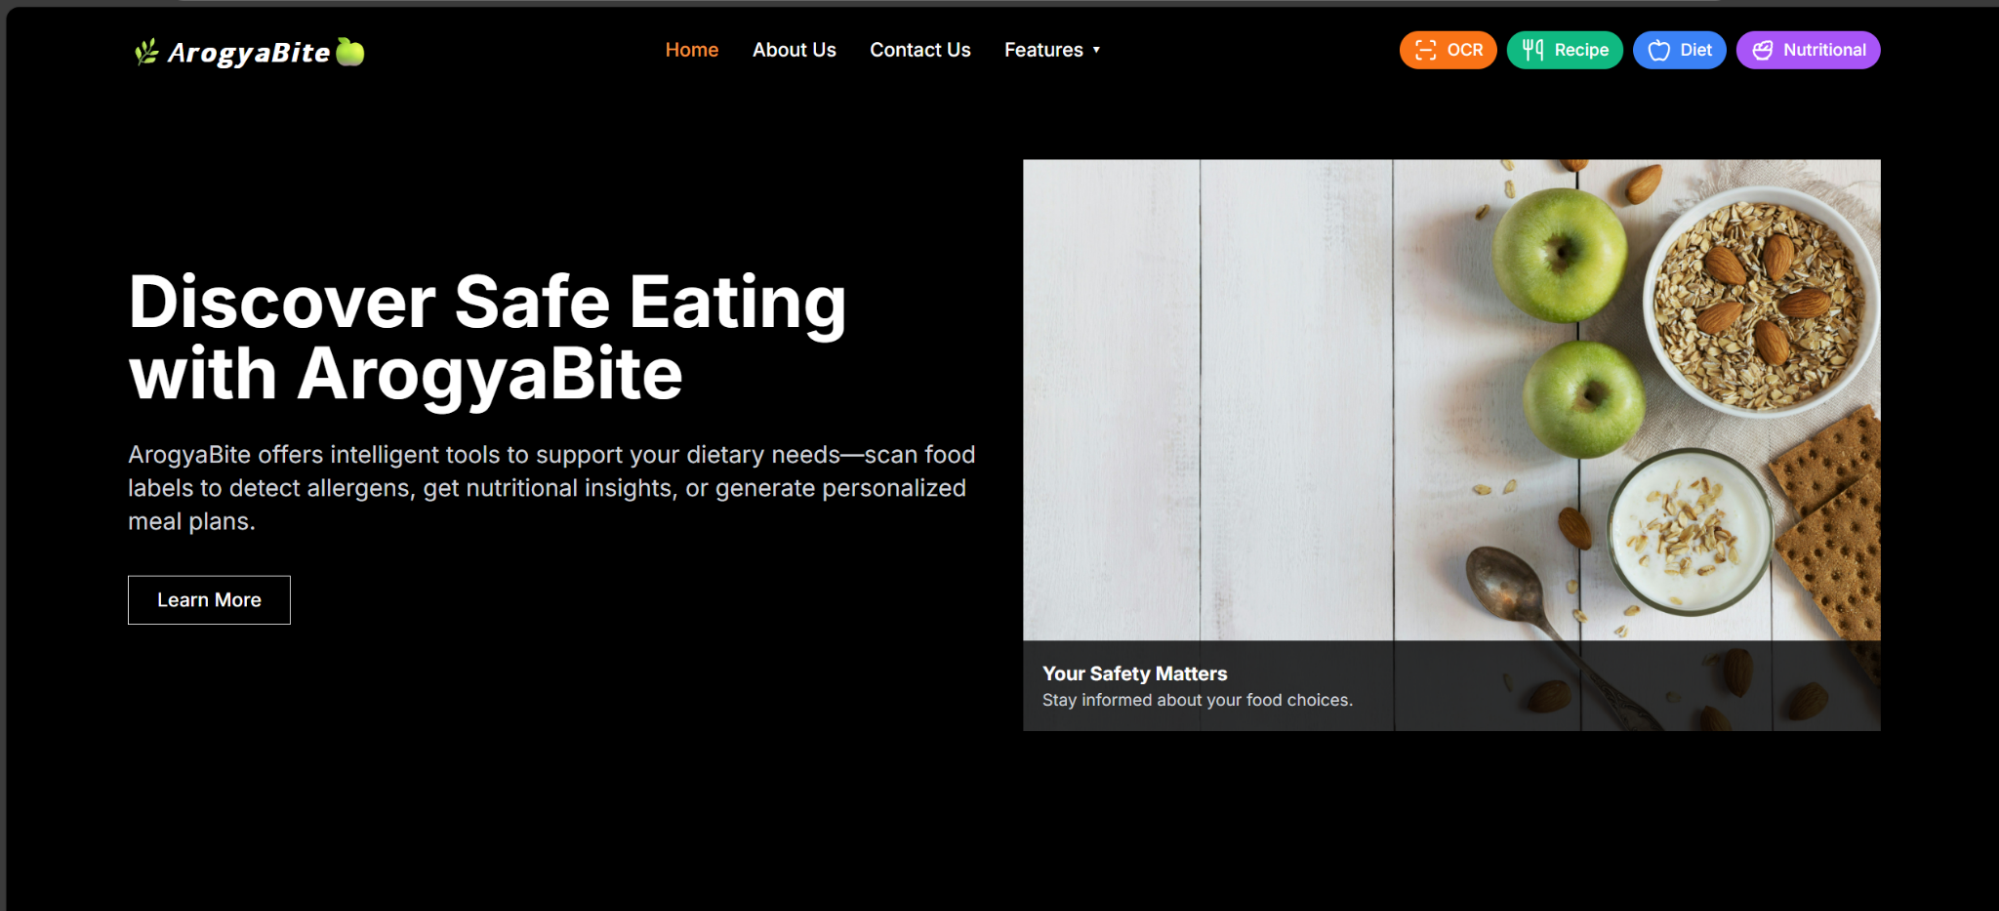 ArogyaBite
Home
About Us
Contact Us
Features
OCR
Recipe
Diet
Nutritional
Discover Safe Eating
with ArogyaBite
ArogyaBite offers intelligent tools to support your dietary needs—scan food
labels to detect allergens, get nutritional insights, or generate personalized
meal plans.
Learn More
Your Safety Matters
Stay informed about your food choices.